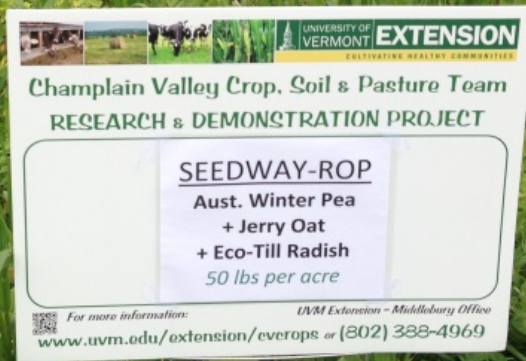 UNIVERSITY OF
VERMONT EXTENSION
CULTIVATING HEALTHY COMMUNITIES
Champlain Valley Crop, Soil & Pasture Team
RESEARCH & DEMONSTRATION PROJECT
SEEDWAY-ROP
Aust. Winter Pea
+ Jerry Oat
+ Eco-Till Radish
50 lbs per acre
For more information:
UVM Extension - Middlebury Office
www.uvm.edu/extension/cvcrops or (802) 388-4969